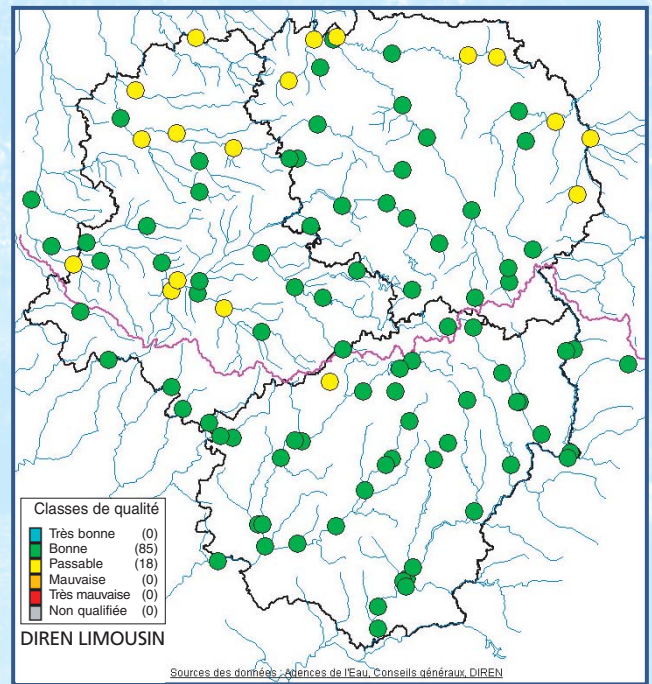 Classes de qualité
Très bonne (0)
Bonne (85)
Passable (18)
Mauvaise (0)
Très mauvaise (0)
Non qualifiée (0)
DIREN LIMOUSIN
Sources des données : Agences de l'Eau, Conseils généraux, DIREN